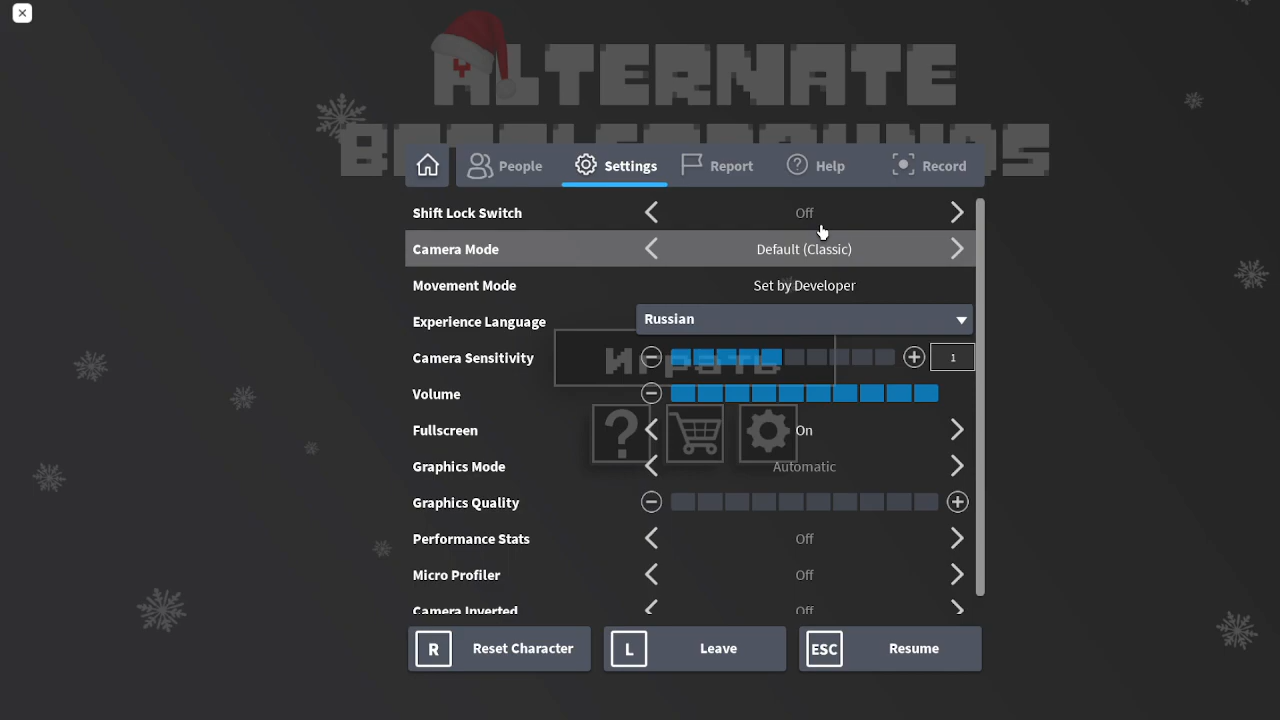 ALTERNATE
BATTLEGROUNDS
People
Settings
Report
Help
Record
Shift Lock Switch
Off
Camera Mode
Default (Classic)
Movement Mode
Set by Developer
Experience Language
Russian
Camera Sensitivity
1
Играть
Volume
Fullscreen
On
Graphics Mode
Automatic
Graphics Quality
Performance Stats
Off
Micro Profiler
Off
Camera Inverted
Off
R
Reset Character
L
Leave
ESC
Resume